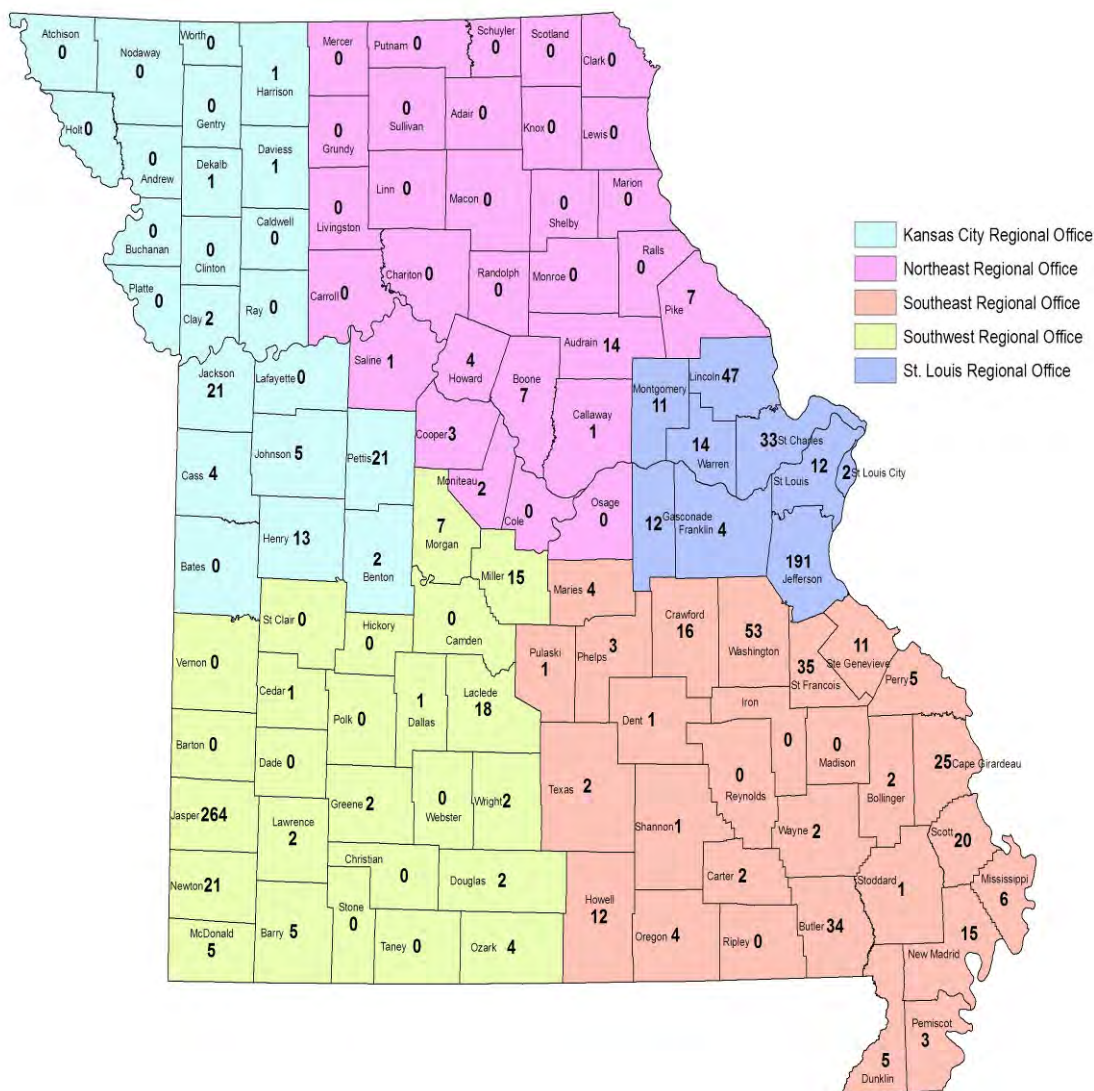 Atchison
0
Nodaway
0
Worth 0
1
Harrison
Mercer
0
Putnam 0
Schuyler
0
Scotland
0
Clark 0
Holt 0
0
Gentry
0
Andrew
Dekalb
1
Daviess
1
0
Grundy
0
Sullivan
Adair 0
Knox 0
Lewis 0
0
Buchanan
0
Clinton
Caldwell
0
0
Livingston
Linn 0
Macon 0
0
Shelby
Marion
0
Platte
0
Clay 2
Ray 0
Carroll 0
Chariton 0
Randolph
0
Monroe 0
Ralls
0
Pike 7
Kansas City Regional Office
Northeast Regional Office
Southeast Regional Office
Southwest Regional Office
St. Louis Regional Office
Jackson
21
Lafayette 0
Saline 1
4
Howard
Boone
7
Audrain 14
Callaway
1
Montgomery
11
Lincoln 47
14
Warren
33 St Charles
12
St Louis
2 St Louis City
Cass 4
Johnson 5
Pettis 21
Cooper 3
Moniteau
2
Cole 0
Osage
0
12 Gasconade
Franklin 4
191
Jefferson
Bates 0
Henry 13
2
Benton
7
Morgan
Miller 15
Maries 4
St Clair 0
Hickory
0
0
Camden
Pulaski
1
Phelps 3
Crawford
16
53
Washington
35
St Francois
11
Ste Genevieve
Perry 5
Vernon 0
Cedar 1
Polk 0
1
Dallas
Laclede
18
Dent 1
Iron
0
0
Madison
Barton 0
Dade 0
Greene 2
0
Webster
Wright 2
Texas 2
0
Reynolds
2
Bollinger
25 Cape Girardeau
Jasper 264
Lawrence
2
Christian
0
Douglas 2
Shannon 1
Wayne 2
Carter 2
Stoddard
1
Scott
20
Mississippi
6
Newton 21
McDonald
5
Barry 5
Stone
0
Taney 0
Ozark 4
Howell
12
Oregon 4
Ripley 0
Butler 34
15
New Madrid
Pemiscot
3
5
Dunklin